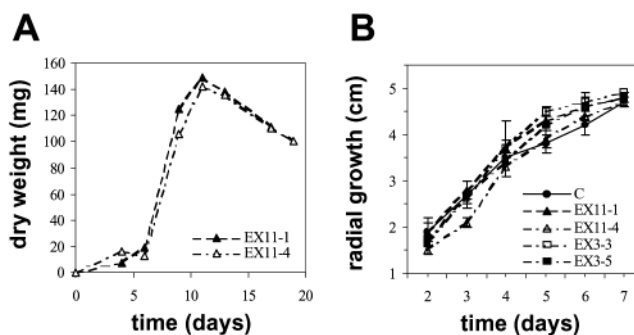 A
dry weight (mg)
160
140
120
100
80
60
40
20
0
EX11-1
EX11-4
0 5 10 15 20
time (days)
B
radial growth (cm)
5
4
3
2
1
C
EX11-1
EX11-4
EX3-3
EX3-5
2 3 4 5 6 7
time (days)